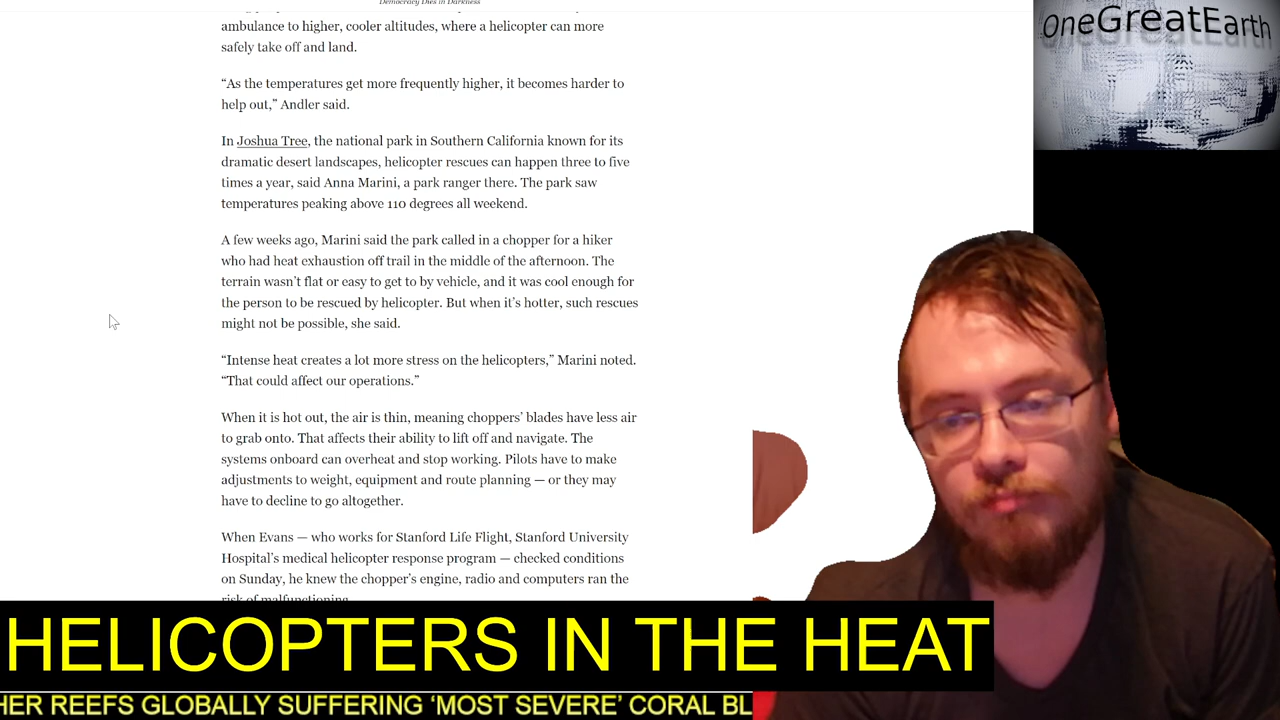 Democracy Dies in Darkness
OneGreatEarth
ambulance to higher, cooler altitudes, where a helicopter can more
safely take off and land.
“As the temperatures get more frequently higher, it becomes harder to
help out,” Andler said.
In Joshua Tree, the national park in Southern California known for its
dramatic desert landscapes, helicopter rescues can happen three to five
times a year, said Anna Marini, a park ranger there. The park saw
temperatures peaking above 110 degrees all weekend.
A few weeks ago, Marini said the park called in a chopper for a hiker
who had heat exhaustion off trail in the middle of the afternoon. The
terrain wasn’t flat or easy to get to by vehicle, and it was cool enough for
the person to be rescued by helicopter. But when it’s hotter, such rescues
might not be possible, she said.
“Intense heat creates a lot more stress on the helicopters,” Marini noted.
“That could affect our operations.”
When it is hot out, the air is thin, meaning choppers’ blades have less air
to grab onto. That affects their ability to lift off and navigate. The
systems onboard can overheat and stop working. Pilots have to make
adjustments to weight, equipment and route planning — or they may
have to decline to go altogether.
When Evans — who works for Stanford Life Flight, Stanford University
Hospital’s medical helicopter response program — checked conditions
on Sunday, he knew the chopper’s engine, radio and computers ran the
risk of malfunctioning.
HELICOPTERS IN THE HEAT
HER REEFS GLOBALLY SUFFERING ‘MOST SEVERE’ CORAL BL